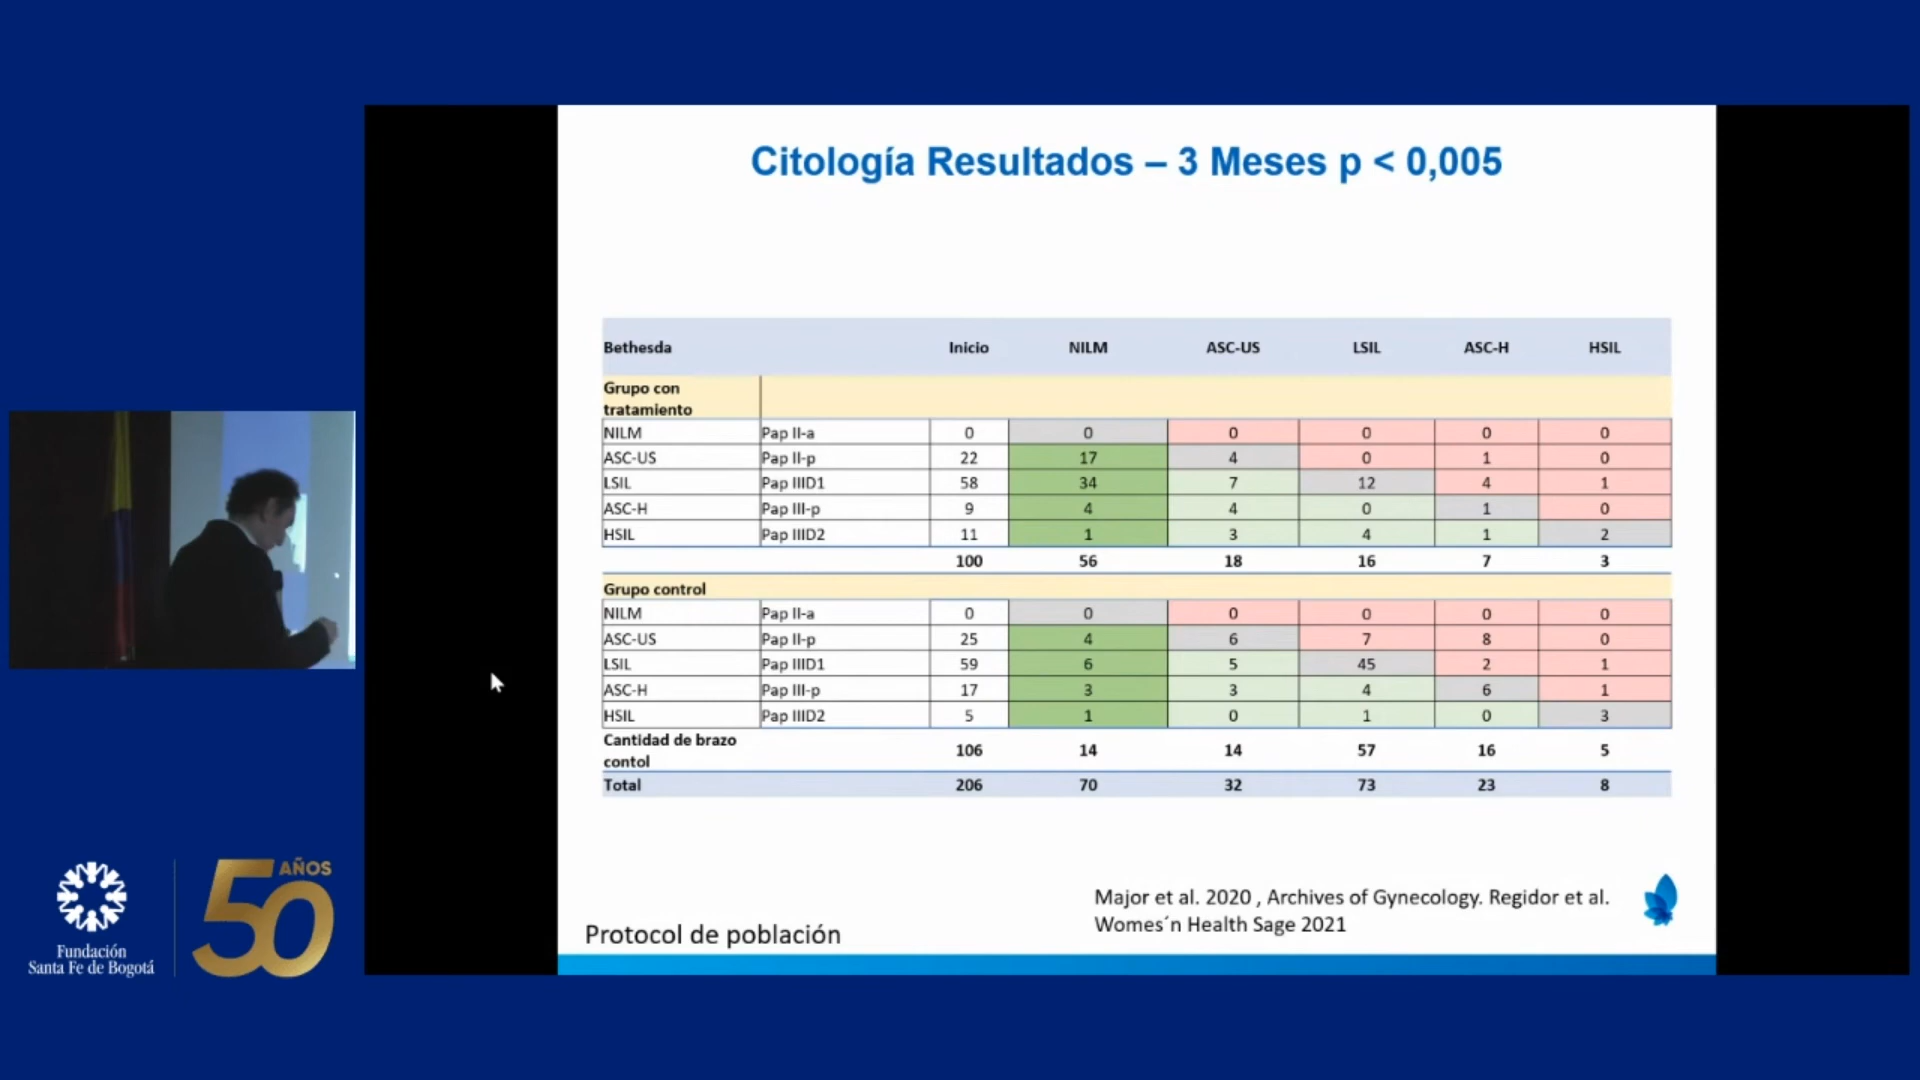 Citología Resultados – 3 Meses p < 0,005
Bethesda Inicio NILM ASC-US LSIL ASC-H HSIL
Grupo con
tratamiento
NILM Pap II-a 0 0 0 0 0 0
ASC-US Pap II-p 22 17 4 0 1 0
LSIL Pap IIID1 58 34 7 12 4 1
ASC-H Pap III-p 9 4 4 0 1 0
HSIL Pap IIID2 11 1 3 4 1 2
100 56 18 16 7 3
Grupo control
NILM Pap II-a 0 0 0 0 0 0
ASC-US Pap II-p 25 4 6 7 8 0
LSIL Pap IIID1 59 6 5 45 2 1
ASC-H Pap III-p 17 3 3 4 6 1
HSIL Pap IIID2 5 1 0 1 0 3
Cantidad de brazo
contol
106 14 14 57 16 5
Total 206 70 32 73 23 8
Major et al. 2020 , Archives of Gynecology. Regidor et al.
Womes´n Health Sage 2021
Protocol de población
Fundación
Santa Fe de Bogotá
50 AÑOS